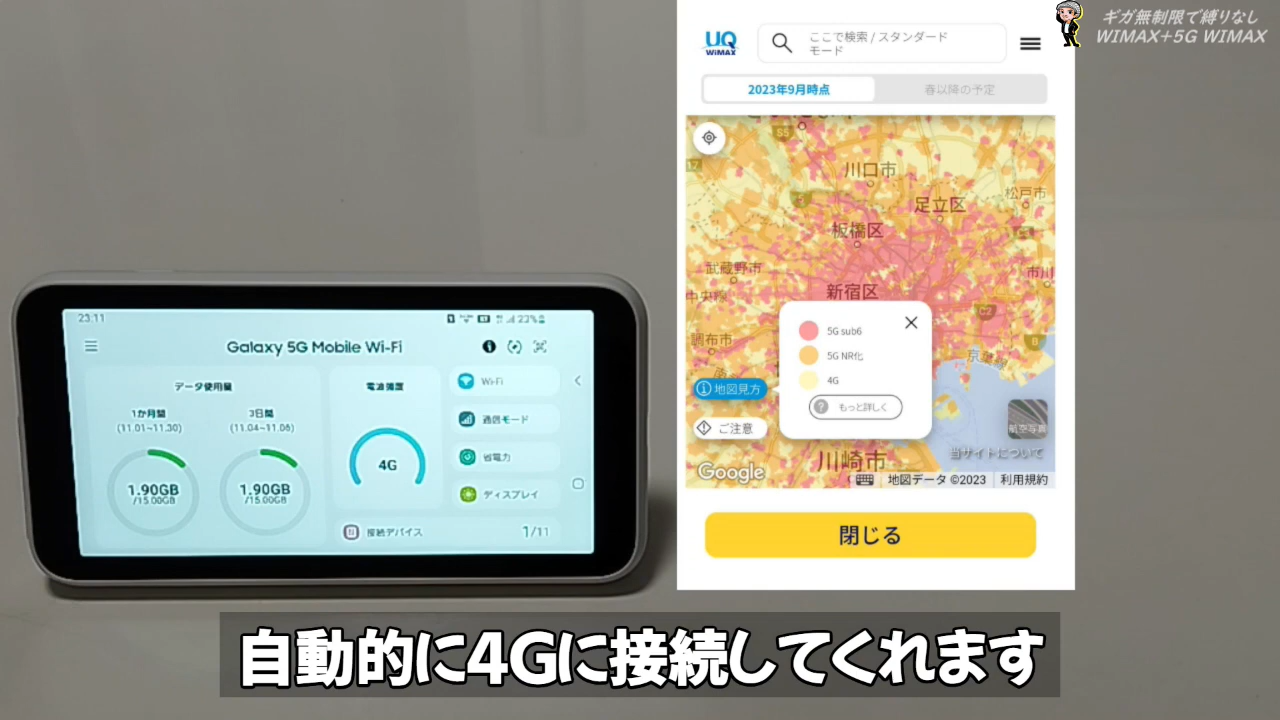 ギガ無制限で縛りなし
WIMAX+5G WIMAX
UQ
WiMAX
ここで検索 / スタンダード
モード
2023年9月時点
春以降の予定
S5
川口市
松戸市
足立区
板橋区
武蔵野市
市川
中央線
新宿区
C2
調布市
京葉線
5G sub6
5G NR化
4G
もっと詳しく
地図見方
ご注意
航空写真
当サイトについて
川崎市
Google
地図データ ©2023
利用規約
閉じる
23:11
23%
Galaxy 5G Mobile Wi-Fi
データ使用量
電波強度
Wi-Fi
1か月間
3日間
(11.01~11.30)
(11.04~11.06)
通信モード
4G
省電力
1.90GB
/15.00GB
1.90GB
/15.00GB
ディスプレイ
接続デバイス
1/11
自動的に4Gに接続してくれます